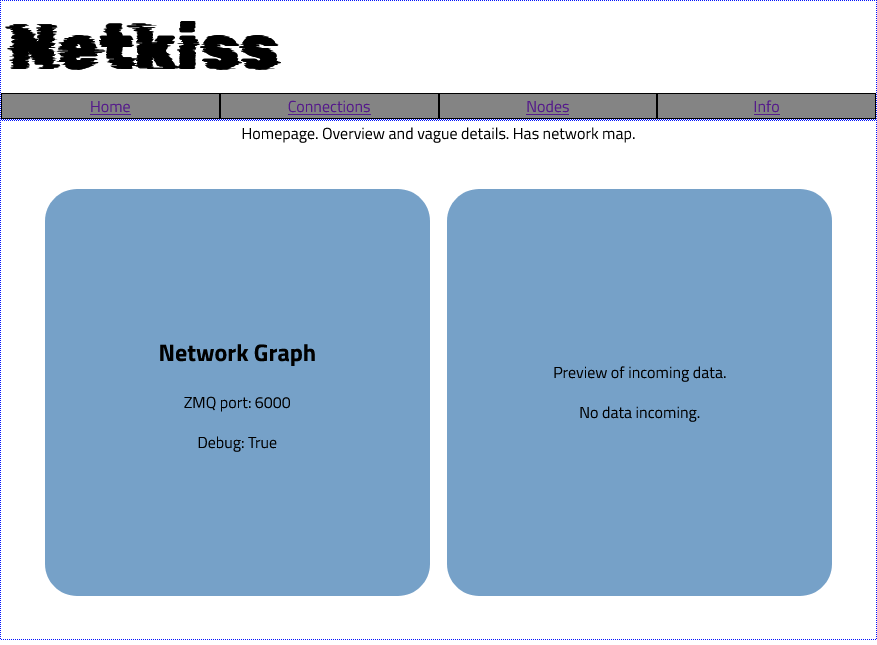 Netkiss
Home Connections Nodes Info
Homepage. Overview and vague details. Has network map.
Network Graph
ZMQ port: 6000
Debug: True
Preview of incoming data.
No data incoming.